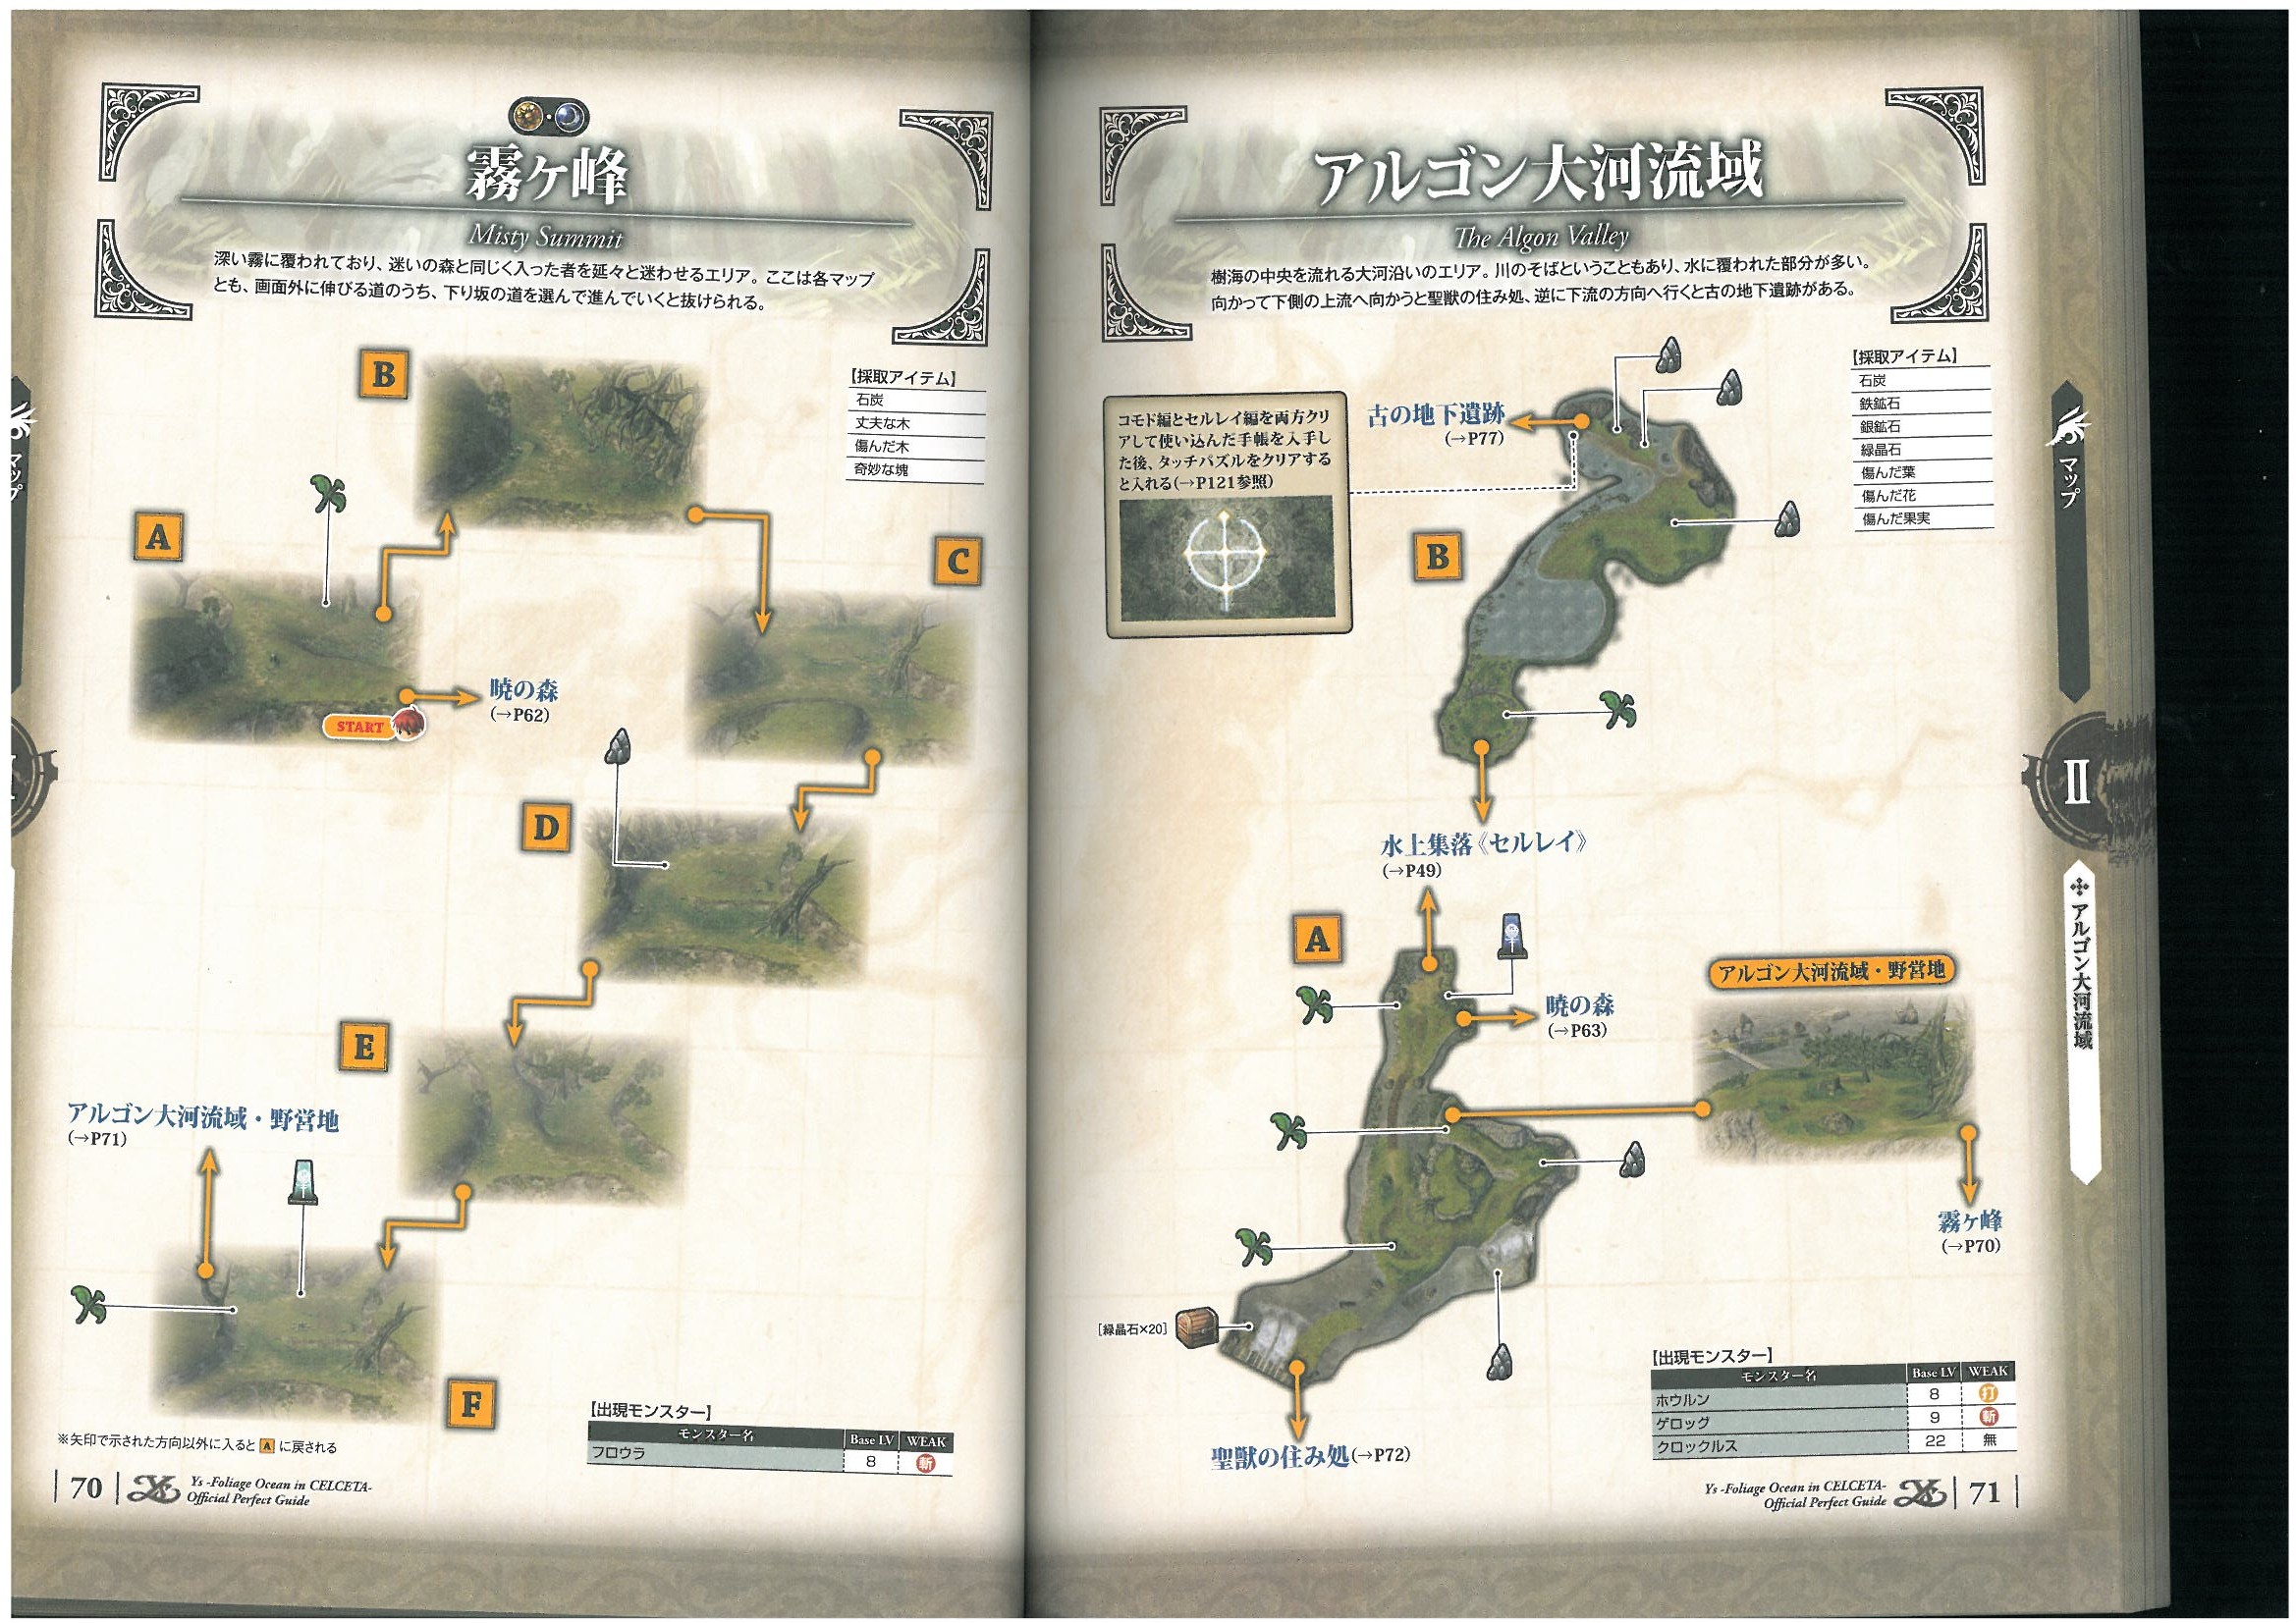 霧ケ峰
Misty Summit
深い霧に覆われており、迷いの森と同じく入った者を延々と迷わせるエリア。ここは各マップ
とも、画面外に伸びる道のうち、下り坂の道を選んで進んでいくと抜けられる。
B
【採取アイテム】
石炭
丈夫な木
傷んだ木
奇妙な塊
A
C
暁の森
(→P62)
START
D
E
アルゴン大河流域・野営地
(→P71)
F
※矢印で示された方向以外に入ると A に戻される
【出現モンスター】
モンスター名 Base LV WEAK
フロウラ 8 斬
70 Ys Ys -Foliage Ocean in CELCETA-
Official Perfect Guide
マップ
アルゴン大河流域
The Algon Valley
樹海の中央を流れる大河沿いのエリア。川のそばということもあり、水に覆われた部分が多い。
向かって下側の上流へ向かうと聖獣の住み処、逆に下流の方向へ行くと古の地下遺跡がある。
【採取アイテム】
石炭
鉄鉱石
銀鉱石
緑晶石
傷んだ葉
傷んだ花
傷んだ果実
コモド編とセルレイ編を両方クリ
アして使い込んだ手帳を入手し
た後、タッチパズルをクリアする
と入れる(→P121参照)
古の地下遺跡
(→P77)
B
水上集落《セルレイ》
(→P49)
A
暁の森
(→P63)
アルゴン大河流域・野営地
霧ケ峰
(→P70)
[緑晶石×20]
聖獣の住み処(→P72)
【出現モンスター】
モンスター名 Base LV WEAK
ホウルン 8 打
ゲロッグ 9 斬
クロックルス 22 無
Ys -Foliage Ocean in CELCETA-
Official Perfect Guide Ys 71
マップ
II
アルゴン大河流域